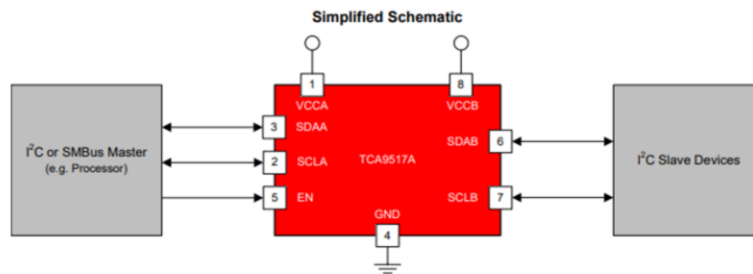 Simplified Schematic
1
8
VCCA
VCCB
3
SDAA
SDAB
6
I²C or SMBus Master
(e.g. Processor)
2
SCLA
TCA9517A
I²C Slave Devices
5
EN
SCLB
7
GND
4